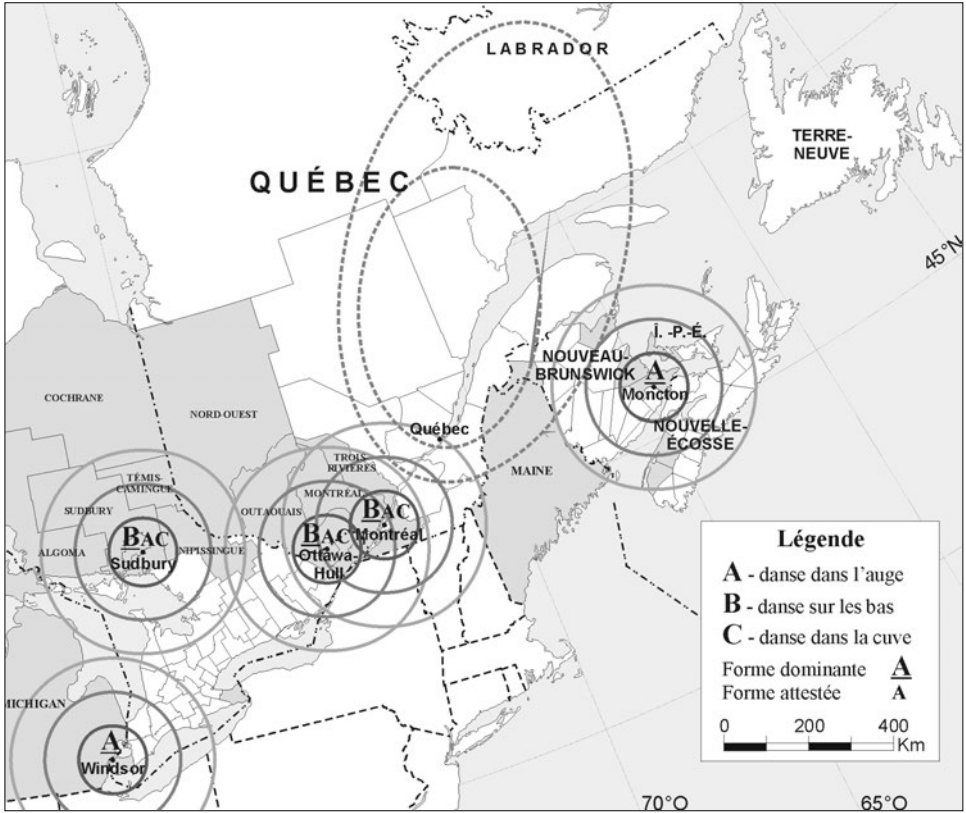 LABRADOR
TERRE-
NEUVE
QUÉBEC
45°N
Î. -P.-É.
NOUVEAU-
BRUNSWICK
A
Moncton
COCHRANE
NORD OUEST
Québec
NOUVELLE-
ÉCOSSE
TROIS-
RIVIÈRES
MAINE
TÉMIS-
CAMINGUE
MONTRÉAL
SUDBURY
OUTAOUAIS
BAC
Montréal
ALGOMA
BAC
Sudbury
NIPISSINGUE
BAC
Ottawa-
Hull
MICHIGAN
A
Windsor
Légende
A - danse dans l'auge
B - danse sur les bas
C - danse dans la cuve
Forme dominante A
Forme attestée A
0 200 400
Km
70°O
65°O